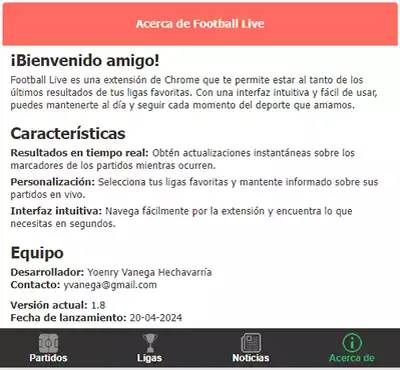 Acerca de Football Live
¡Bienvenido amigo!
Football Live es una extensión de Chrome que te permite estar al tanto de los
últimos resultados de tus ligas favoritas. Con una interfaz intuitiva y fácil de usar,
puedes mantenerte al día y seguir cada momento del deporte que amamos.
Características
Resultados en tiempo real: Obtén actualizaciones instantáneas sobre los
marcadores de los partidos mientras ocurren.
Personalización: Selecciona tus ligas favoritas y mantente informado sobre sus
partidos en vivo.
Interfaz intuitiva: Navega fácilmente por la extensión y encuentra lo que
necesitas en segundos.
Equipo
Desarrollador: Yoenry Vanega Hechavarría
Contacto: yvanega@gmail.com
Versión actual: 1.8
Fecha de lanzamiento: 20-04-2024
Partidos Ligas Noticias Acerca de